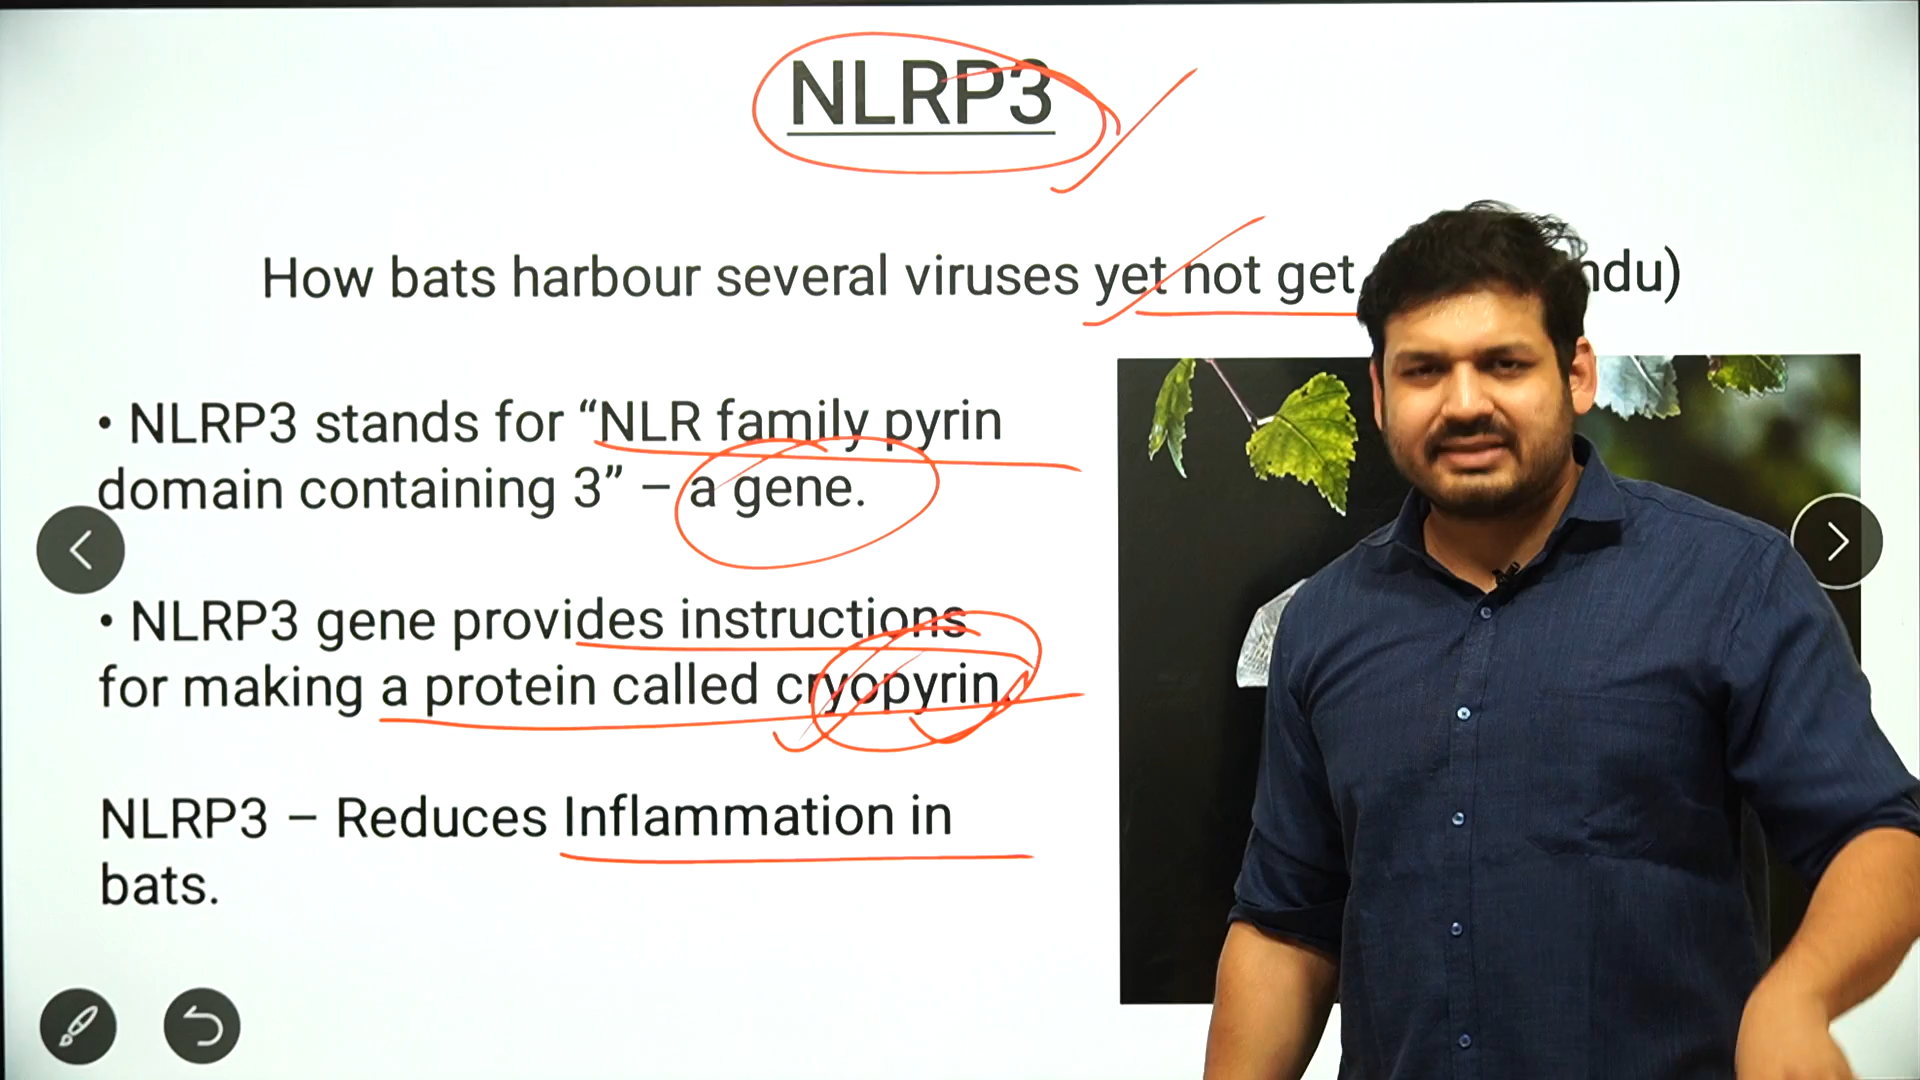 NLRP3
How bats harbour several viruses yet not get ndu)
• NLRP3 stands for “NLR family pyrin
domain containing 3” – a gene.
• NLRP3 gene provides instructions
for making a protein called cryopyrin.
NLRP3 – Reduces Inflammation in
bats.